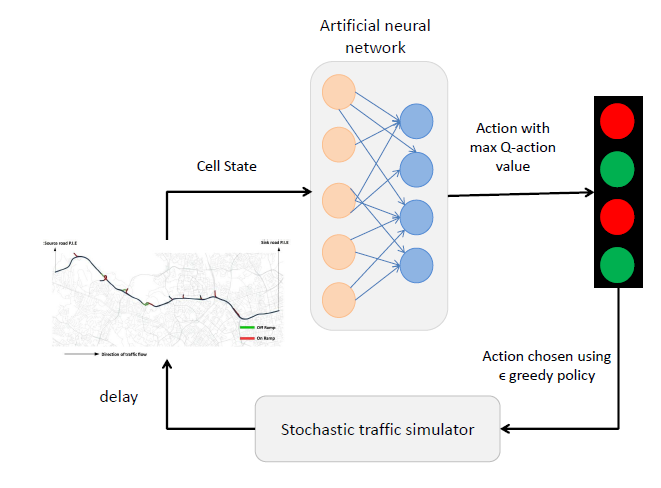 Artificial neural
network
Cell State
Action with
max Q-action
value
:Source road P.I.E
Sink road P.I.E
Off Ramp
On Ramp
Direction of traffic flow
delay
Action chosen using
ϵ greedy policy
Stochastic traffic simulator